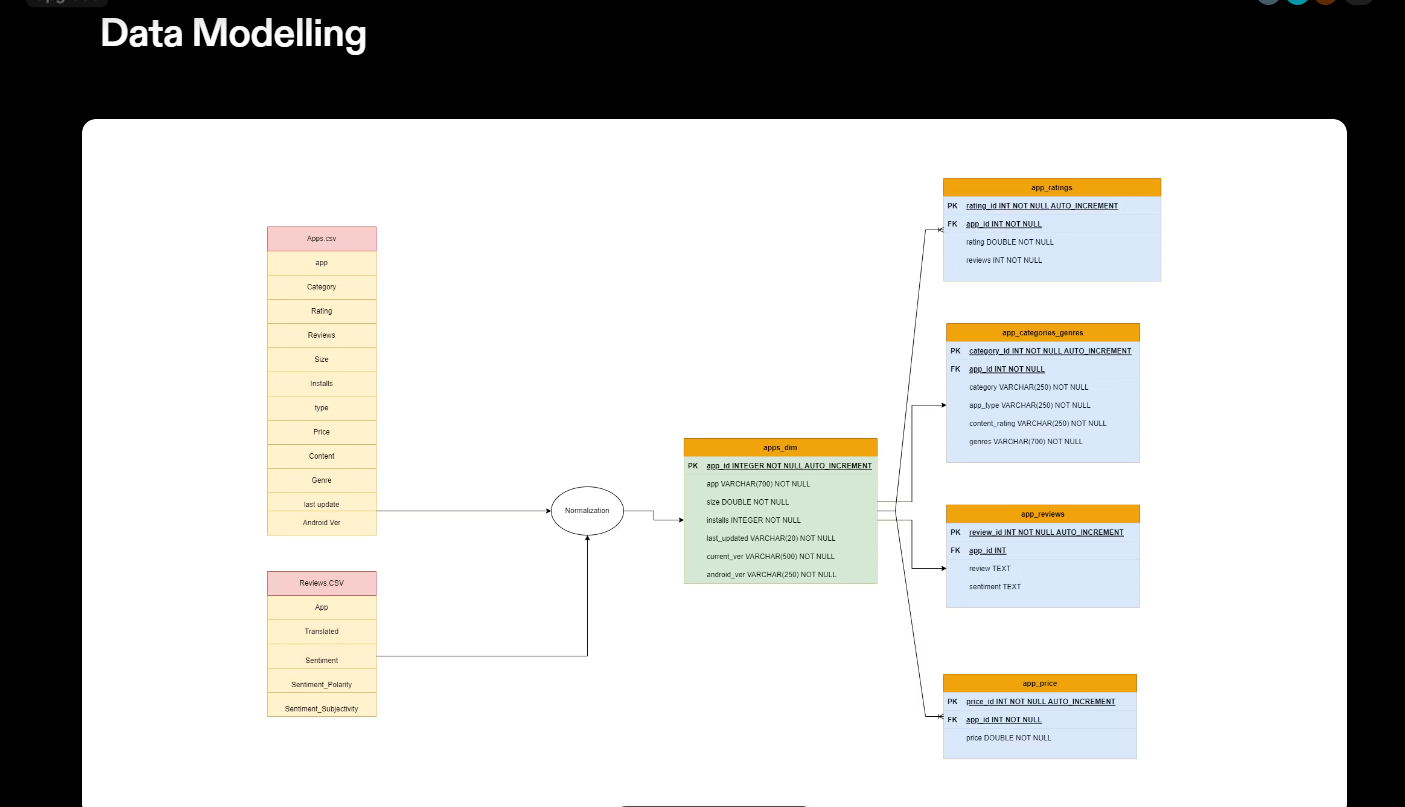 Data Modelling
Apps.csv
app
Category
Rating
Reviews
Size
Installs
type
Price
Content
Genre
last update
Android Ver
Reviews.CSV
App
Translated
Sentiment
Sentiment_Polarity
Sentiment_Subjectivity
Normalization
apps_dim
PK app_id INTEGER NOT NULL AUTO_INCREMENT
app VARCHAR(700) NOT NULL
size DOUBLE NOT NULL
installs INTEGER NOT NULL
last_updated VARCHAR(20) NOT NULL
current_ver VARCHAR(500) NOT NULL
android_ver VARCHAR(250) NOT NULL
app_ratings
PK rating_id INT NOT NULL AUTO_INCREMENT
FK app_id INT NOT NULL
rating DOUBLE NOT NULL
reviews INT NOT NULL
app_categories_genres
PK category_id INT NOT NULL AUTO_INCREMENT
FK app_id INT NOT NULL
category VARCHAR(250) NOT NULL
app_type VARCHAR(250) NOT NULL
content_rating VARCHAR(250) NOT NULL
genres VARCHAR(700) NOT NULL
app_reviews
PK review_id INT NOT NULL AUTO_INCREMENT
FK app_id INT
review TEXT
sentiment TEXT
app_price
PK price_id INT NOT NULL AUTO_INCREMENT
FK app_id INT NOT NULL
price DOUBLE NOT NULL